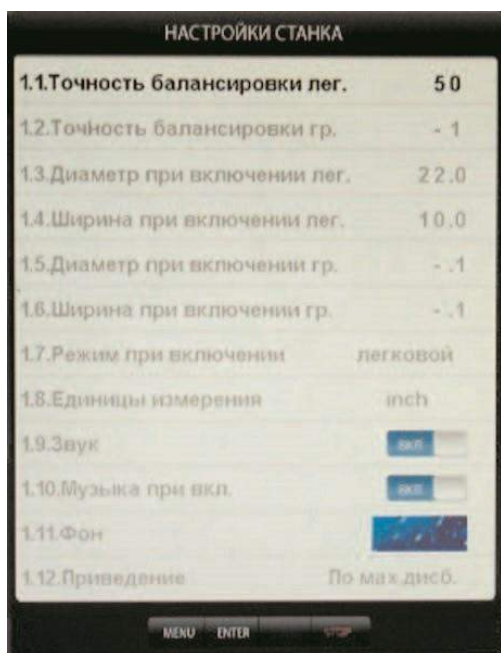 НАСТРОЙКИ СТАНКА
1.1.Точность балансировки лег. 50
1.2.Точность балансировки гр. - 1
1.3.Диаметр при включении лег. 22.0
1.4.Ширина при включении лег. 10.0
1.5.Диаметр при включении гр. - .1
1.6.Ширина при включении гр. - .1
1.7.Режим при включении легковой
1.8.Единицы измерения inch
1.9.Звук вкл
1.10.Музыка при вкл. вкл
1.11.Фон
1.12.Приведение По мах дисб.
MENU ENTER STOP